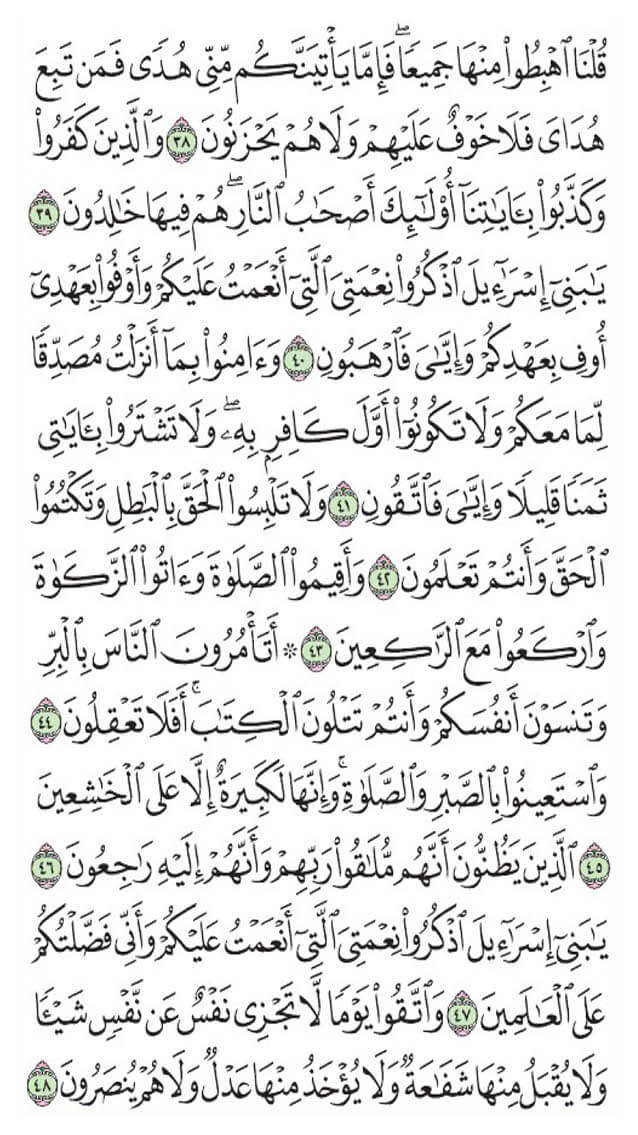 قُلْنَا ٱهْبِطُوا۟ مِنْهَا جَمِيعًاۖ فَإِمَّا يَأْتِيَنَّكُم مِّنِّى هُدًى فَمَن تَبِعَ
هُدَاىَ فَلَا خَوْفٌ عَلَيْهِمْ وَلَا هُمْ يَحْزَنُونَ ٣٨ وَٱلَّذِينَ كَفَرُوا۟
وَكَذَّبُوا۟ بِـَٔايَـٰتِنَآ أُو۟لَـٰٓئِكَ أَصْحَـٰبُ ٱلنَّارِۖ هُمْ فِيهَا خَـٰلِدُونَ ٣٩
يَـٰبَنِىٓ إِسْرَٰٓءِيلَ ٱذْكُرُوا۟ نِعْمَتِىَ ٱلَّتِىٓ أَنْعَمْتُ عَلَيْكُمْ وَأَوْفُوا۟ بِعَهْدِىٓ
أُوفِ بِعَهْدِكُمْ وَإِيَّـٰىَ فَٱرْهَبُونِ ٤٠ وَءَامِنُوا۟ بِمَآ أَنزَلْتُ مُصَدِّقًا
لِّمَا مَعَكُمْ وَلَا تَكُونُوٓا۟ أَوَّلَ كَافِرٍۭ بِهِۦۖ وَلَا تَشْتَرُوا۟ بِـَٔايَـٰتِى
ثَمَنًا قَلِيلًا وَإِيَّـٰىَ فَٱتَّقُونِ ٤١ وَلَا تَلْبِسُوا۟ ٱلْحَقَّ بِٱلْبَـٰطِلِ وَتَكْتُمُوا۟
ٱلْحَقَّ وَأَنتُمْ تَعْلَمُونَ ٤٢ وَأَقِيمُوا۟ ٱلصَّلَوٰةَ وَءَاتُوا۟ ٱلزَّكَوٰةَ
وَٱرْكَعُوا۟ مَعَ ٱلرَّٰكِعِينَ ٤٣ ۞ أَتَأْمُرُونَ ٱلنَّاسَ بِٱلْبِرِّ
وَتَنسَوْنَ أَنفُسَكُمْ وَأَنتُمْ تَتْلُونَ ٱلْكِتَـٰبَۚ أَفَلَا تَعْقِلُونَ ٤٤
وَٱسْتَعِينُوا۟ بِٱلصَّبْرِ وَٱلصَّلَوٰةِۚ وَإِنَّهَا لَكَبِيرَةٌ إِلَّا عَلَى ٱلْخَـٰشِعِينَ
٤٥ ٱلَّذِينَ يَظُنُّونَ أَنَّهُم مُّلَـٰقُوا۟ رَبِّهِمْ وَأَنَّهُمْ إِلَيْهِ رَٰجِعُونَ ٤٦
يَـٰبَنِىٓ إِسْرَٰٓءِيلَ ٱذْكُرُوا۟ نِعْمَتِىَ ٱلَّتِىٓ أَنْعَمْتُ عَلَيْكُمْ وَأَنِّى فَضَّلْتُكُمْ
عَلَى ٱلْعَـٰلَمِينَ ٤٧ وَٱتَّقُوا۟ يَوْمًا لَّا تَجْزِى نَفْسٌ عَن نَّفْسٍ شَيْـًٔا
وَلَا يُقْبَلُ مِنْهَا شَفَـٰعَةٌ وَلَا يُؤْخَذُ مِنْهَا عَدْلٌ وَلَا هُمْ يُنصَرُونَ ٤٨